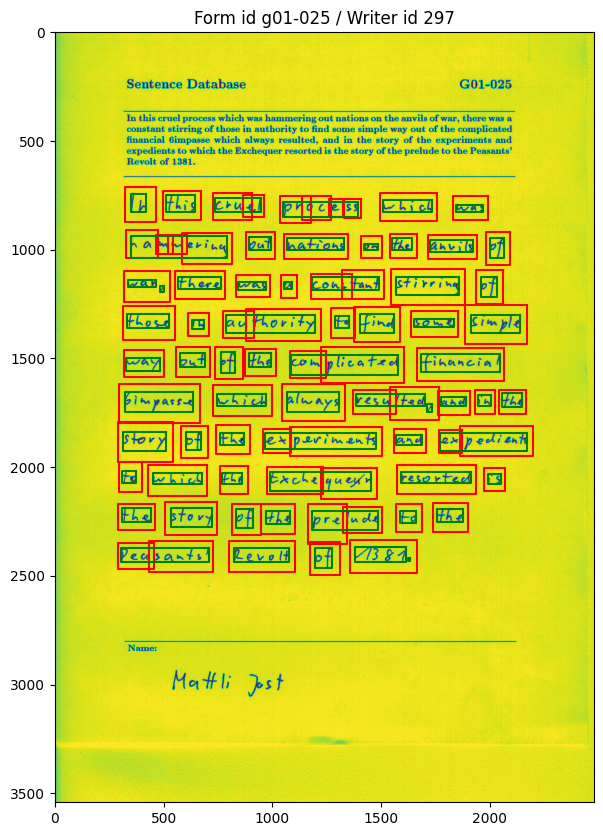 Form id g01-025 / Writer id 297
0
Sentence Database G01-025
In this cruel process which was hammering out nations on the anvils of war, there was a
constant stirring of those in authority to find some simple way out of the complicated
financial 6impasse which always resulted, and in the story of the experiments and
expedients to which the Exchequer resorted is the story of the prelude to the Peasants'
Revolt of 1381.
500
In this cruel process which was
hammering out nations on the anvils of
1000
war, there was a constant stirring of
those in authority to find some simple
way out of the complicated financial
1500
6impasse which always resulted, and in the
story of the experiments and expedients
2000
to which the Exchequer resorted is
the story of the prelude to the
Peasants' Revolt of 1381.
2500
Name:
Mattli Jost
3000
3500
0 500 1000 1500 2000